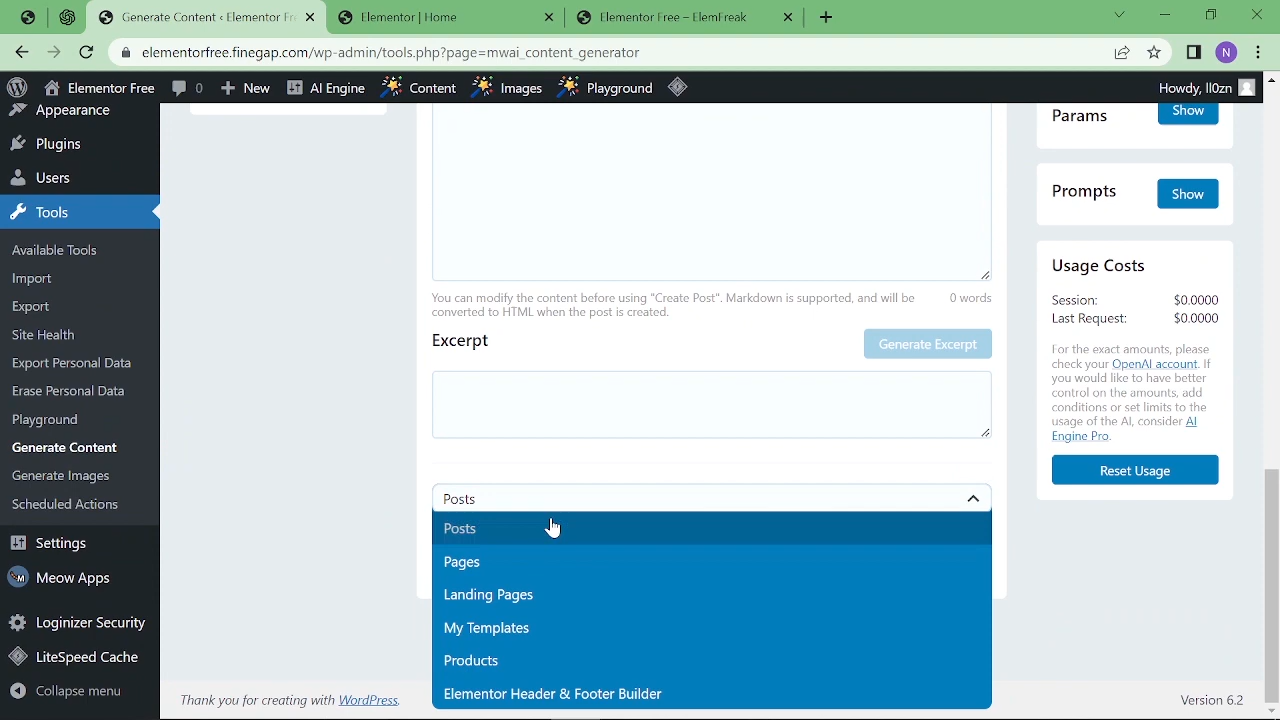 Generate Content ‹ Elementor Fr
Elementor Free
Elementor Header & Foo
Elementor Free – ElemFreak
elementorfree.finegap.com/wp-admin/tools.php?page=mwai_content_generator
N
Elementor Free
0
New
AI Engine
Content
Images
Playground
Howdy, ll0zn
Appearance
Plugins
Users
Tools
Available Tools
Import
Export
Site Health
Export Personal Data
Erase Personal Data
Playground
Generate Content
Generate Images
Scheduled Actions
Settings
Meow Apps
Loginizer Security
LiteSpeed Cache
Collapse menu
You can modify the content before using "Create Post". Markdown is supported, and will be
converted to HTML when the post is created.
0 words
Excerpt
Generate Excerpt
Posts
Posts
Pages
Landing Pages
My Templates
Products
Elementor Header & Footer Builder
Params
Show
Prompts
Show
Usage Costs
Session: $0.0000
Last Request: $0.0000
For the exact amounts, please
check your OpenAI account. If
you would like to have better
control on the amounts, add
conditions or set limits to the
usage of the AI, consider AI
Engine Pro.
Reset Usage
Thank you for creating with WordPress.
Version 6.2